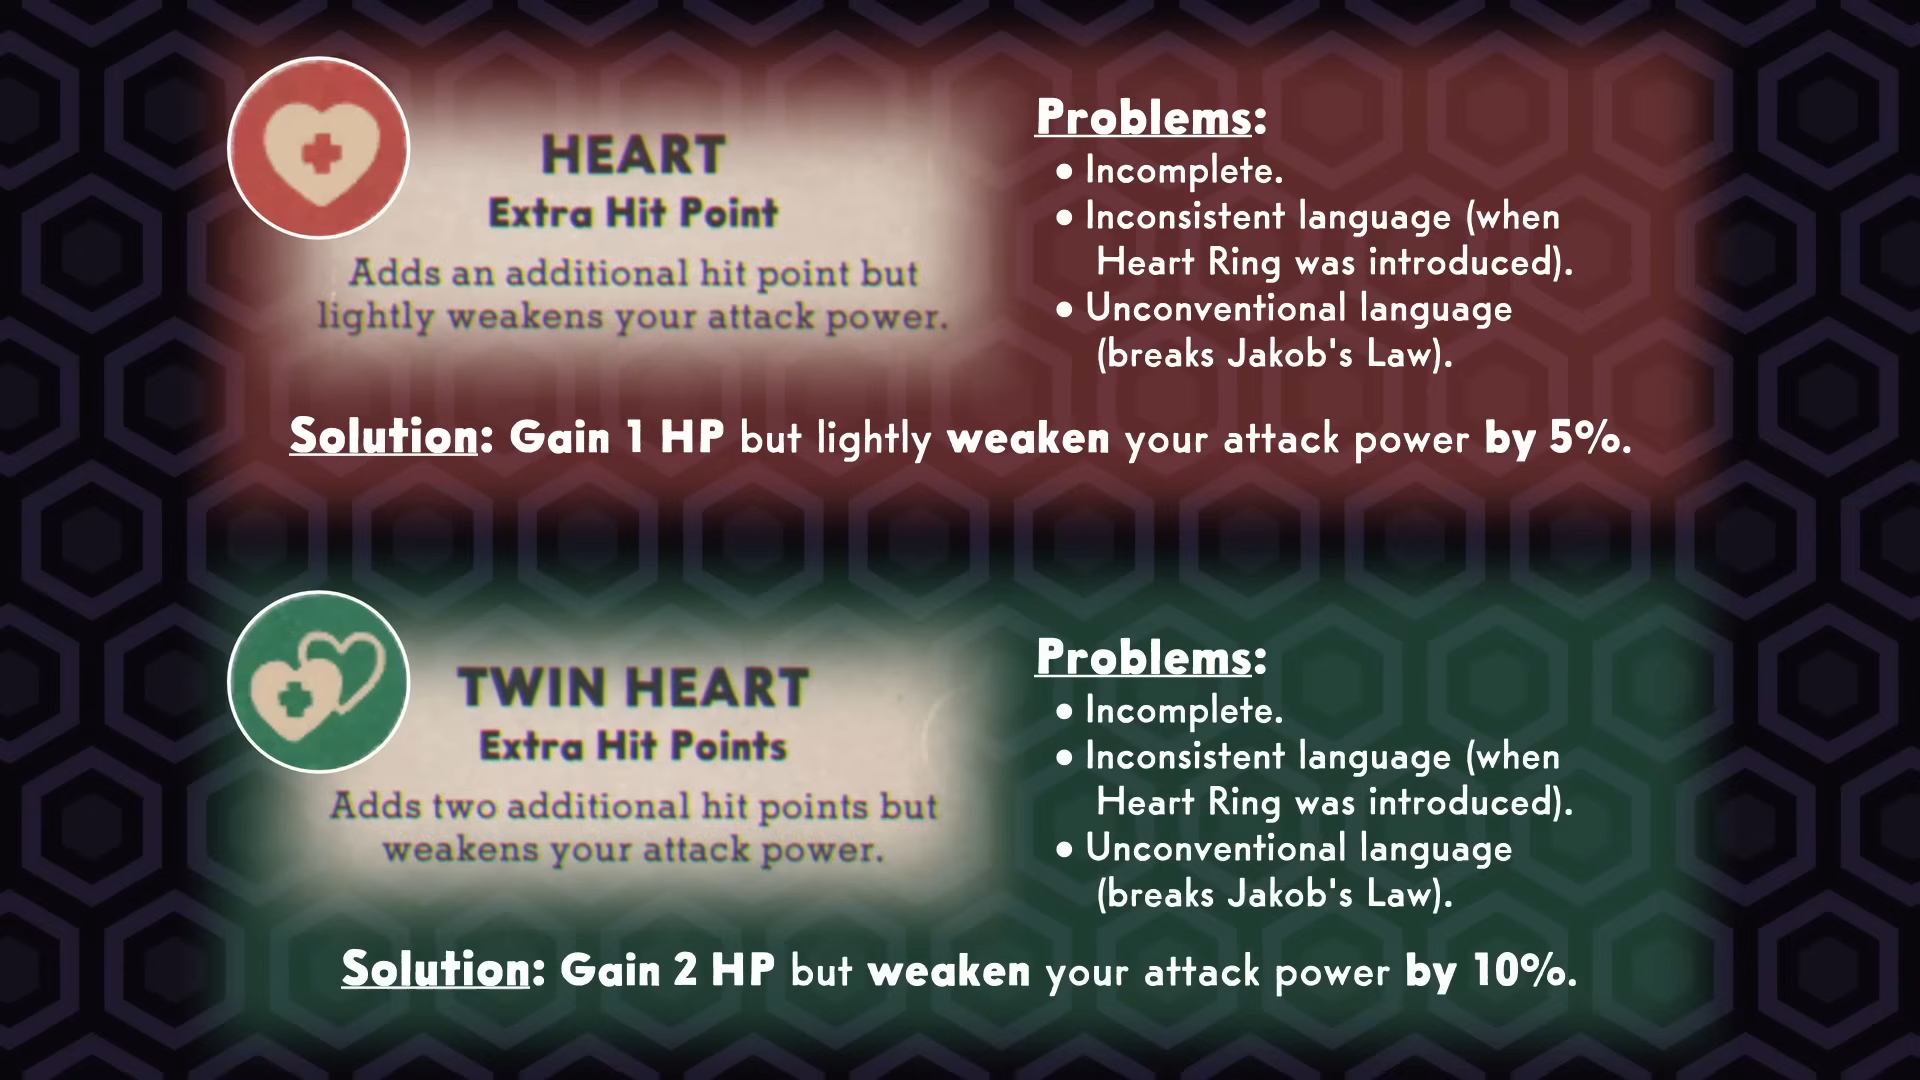 HEART
Extra Hit Point
Adds an additional hit point but
lightly weakens your attack power.
Problems:
• Incomplete.
• Inconsistent language (when
Heart Ring was introduced).
• Unconventional language
(breaks Jakob's Law).
Solution: Gain 1 HP but lightly weaken your attack power by 5%.
TWIN HEART
Extra Hit Points
Adds two additional hit points but
weakens your attack power.
Problems:
• Incomplete.
• Inconsistent language (when
Heart Ring was introduced).
• Unconventional language
(breaks Jakob's Law).
Solution: Gain 2 HP but weaken your attack power by 10%.